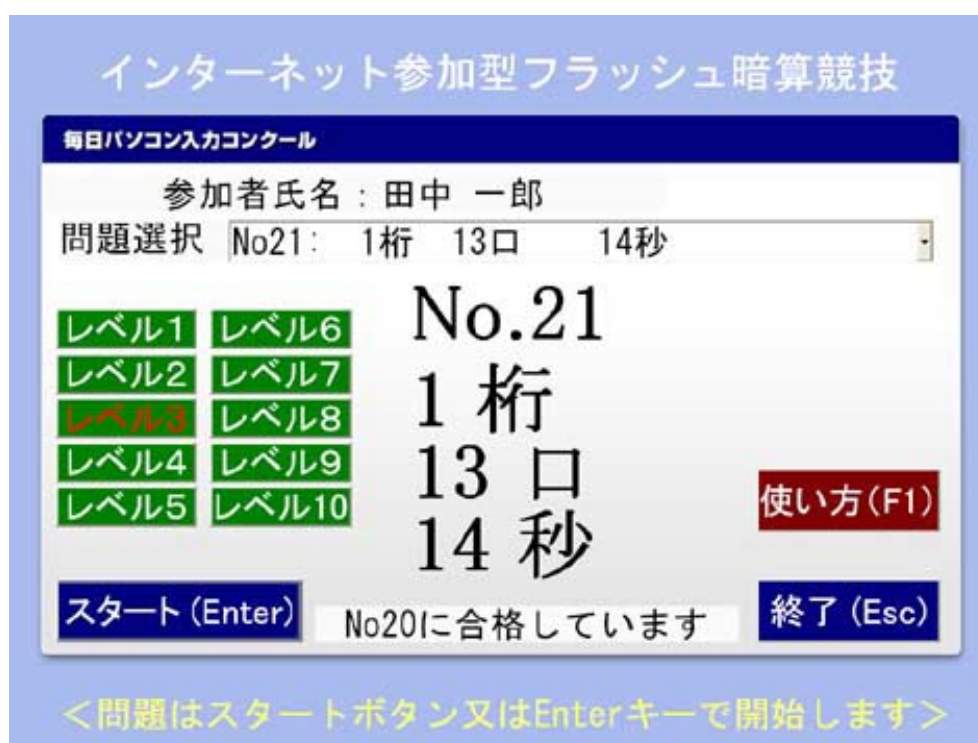 インターネット参加型フラッシュ暗算競技
毎日パソコン入力コンクール
参加者氏名：田中 一郎
問題選択 No21: 1桁 13口 14秒
レベル1 レベル6
レベル2 レベル7
レベル3 レベル8
レベル4 レベル9
レベル5 レベル10
No.21
1 桁
13 口
14 秒
使い方(F1)
スタート(Enter)
No20に合格しています
終了(Esc)
＜問題はスタートボタン又はEnterキーで開始します＞